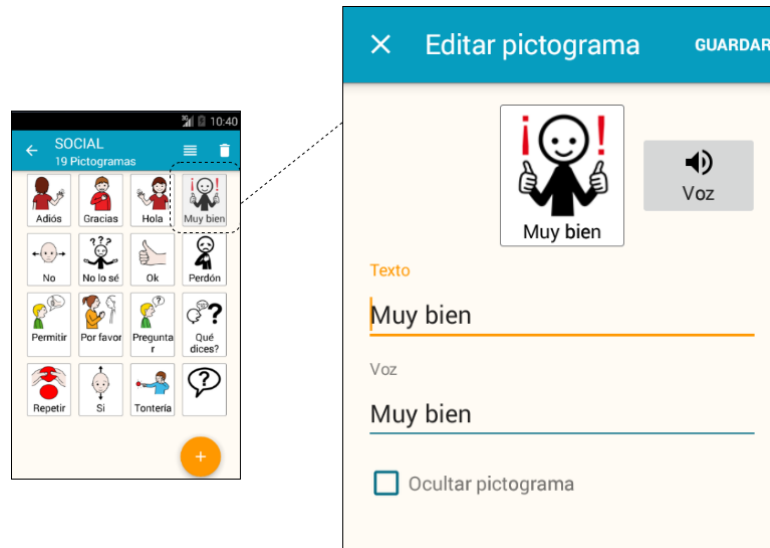 10:40
SOCIAL
19 Pictogramas
Adiós Gracias Hola Muy bien
No No lo sé Ok Perdón
Permitir Por favor Pregunta
r
Qué
dices?
Repetir Si Tontería
+
Editar pictograma GUARDAR
¡ !
Muy bien
Voz
Texto
Muy bien
Voz
Muy bien
Ocultar pictograma